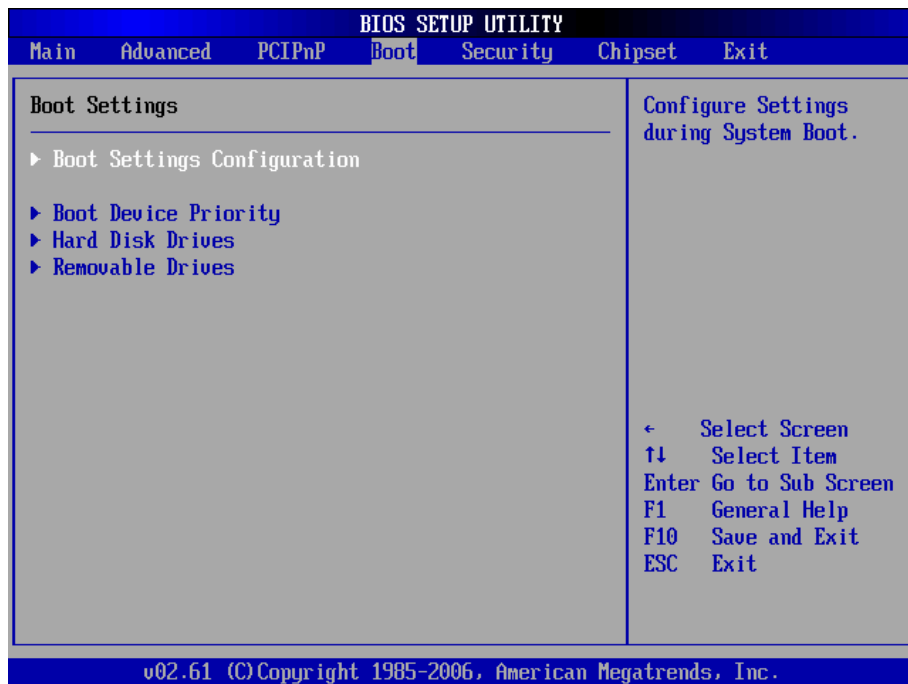 BIOS SETUP UTILITY
Main Advanced PCIPnP Boot Security Chipset Exit
Boot Settings
▶ Boot Settings Configuration
▶ Boot Device Priority
▶ Hard Disk Drives
▶ Removable Drives
Configure Settings
during System Boot.
← Select Screen
↑↓ Select Item
Enter Go to Sub Screen
F1 General Help
F10 Save and Exit
ESC Exit
v02.61 (C)Copyright 1985-2006, American Megatrends, Inc.